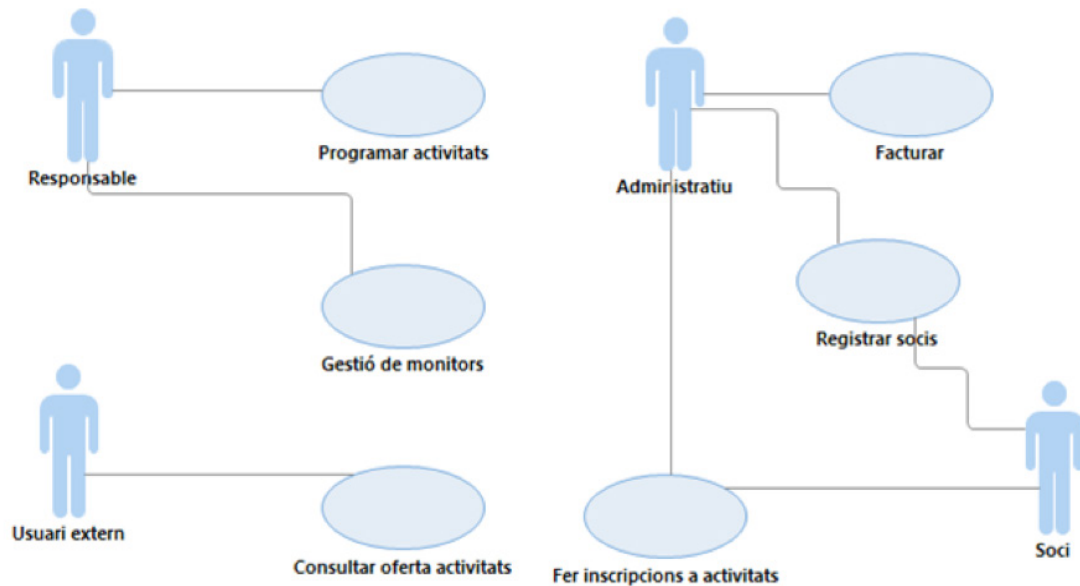 Responsable
Programar activitats
Administratiu
Facturar
Gestió de monitors
Registrar socis
Usuari extern
Consultar oferta activitats
Fer inscripcions a activitats
Soci